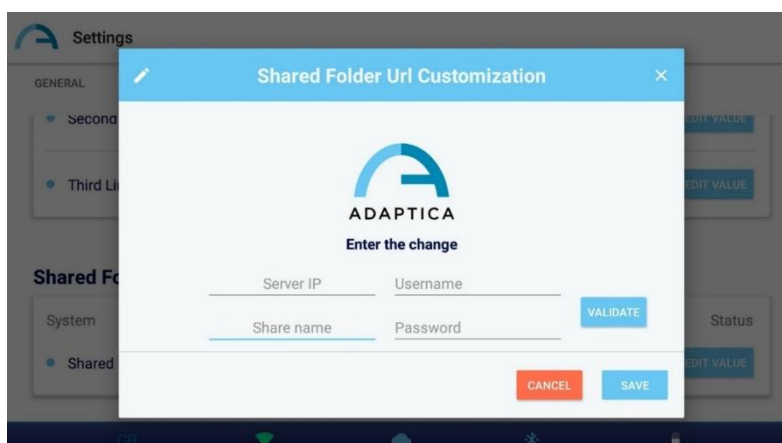 Settings
Shared Folder Url Customization
GENERAL
Second
EDIT VALUE
ADAPTICA
Third Li
EDIT VALUE
Enter the change
Shared Fo
Server IP Username
VALIDATE
System
Share name Password
Status
Shared
EDIT VALUE
CANCEL SAVE